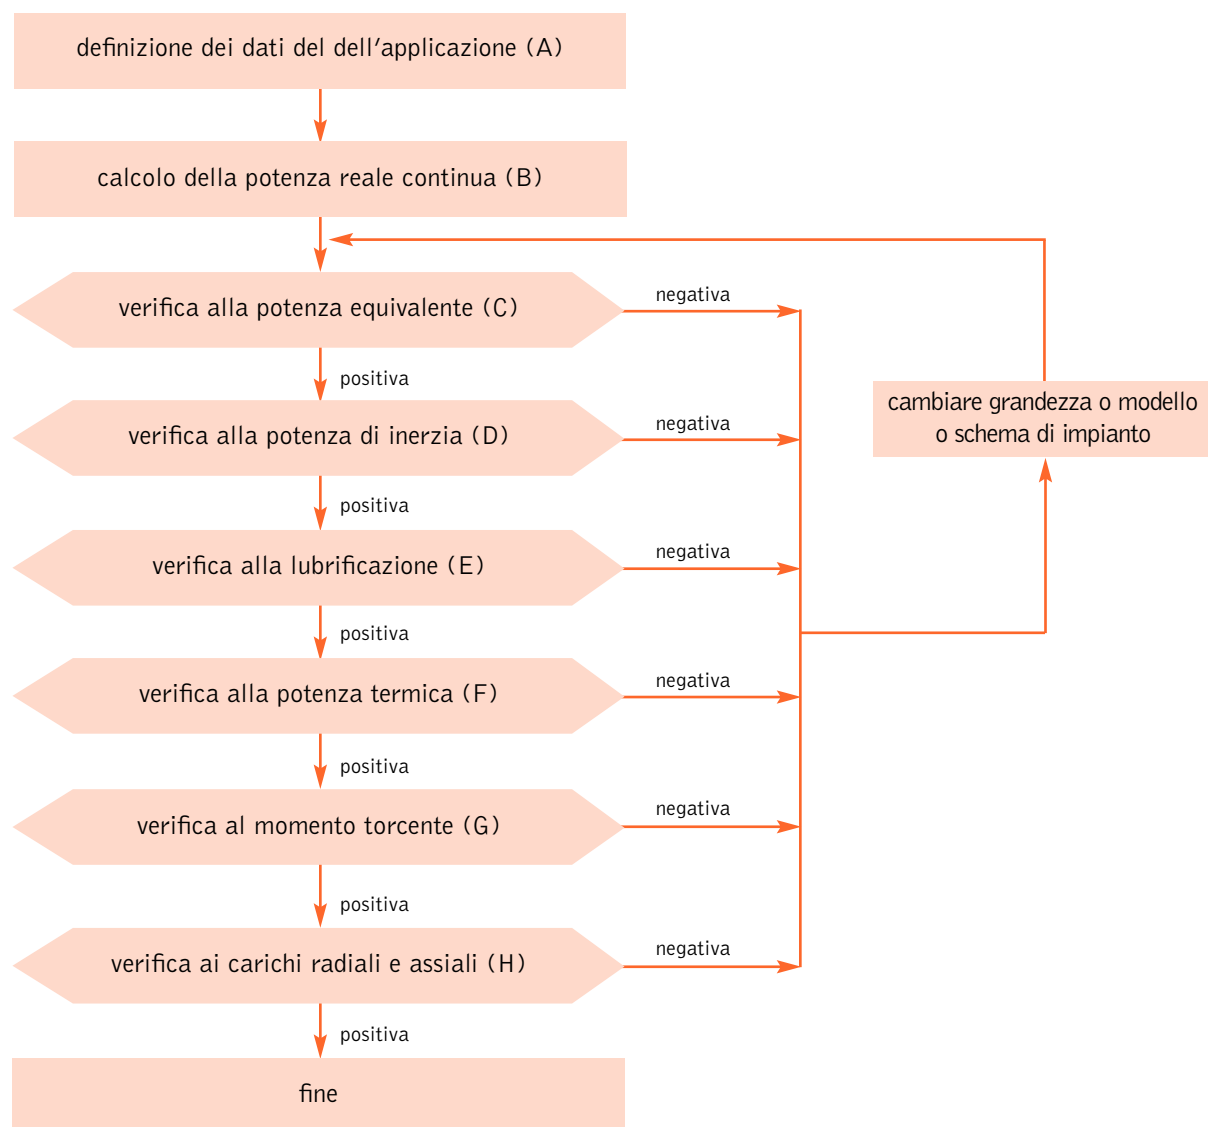 definizione dei dati del dell'applicazione (A)
calcolo della potenza reale continua (B)
verifica alla potenza equivalente (C)
negativa
positiva
cambiare grandezza o modello
o schema di impianto
verifica alla potenza di inerzia (D)
negativa
positiva
verifica alla lubrificazione (E)
negativa
positiva
verifica alla potenza termica (F)
negativa
positiva
verifica al momento torcente (G)
negativa
positiva
verifica ai carichi radiali e assiali (H)
negativa
positiva
fine